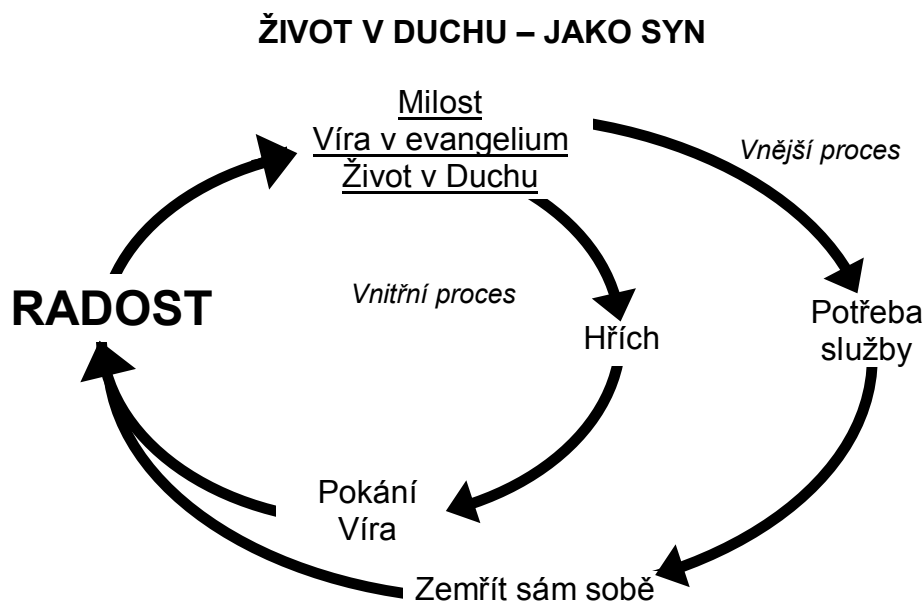 ŽIVOT V DUCHU – JAKO SYN
Milost
Víra v evangelium
Život v Duchu
Vnější proces
Vnitřní proces
RADOST
Hřích
Potřeba
služby
Pokání
Víra
Zemřít sám sobě